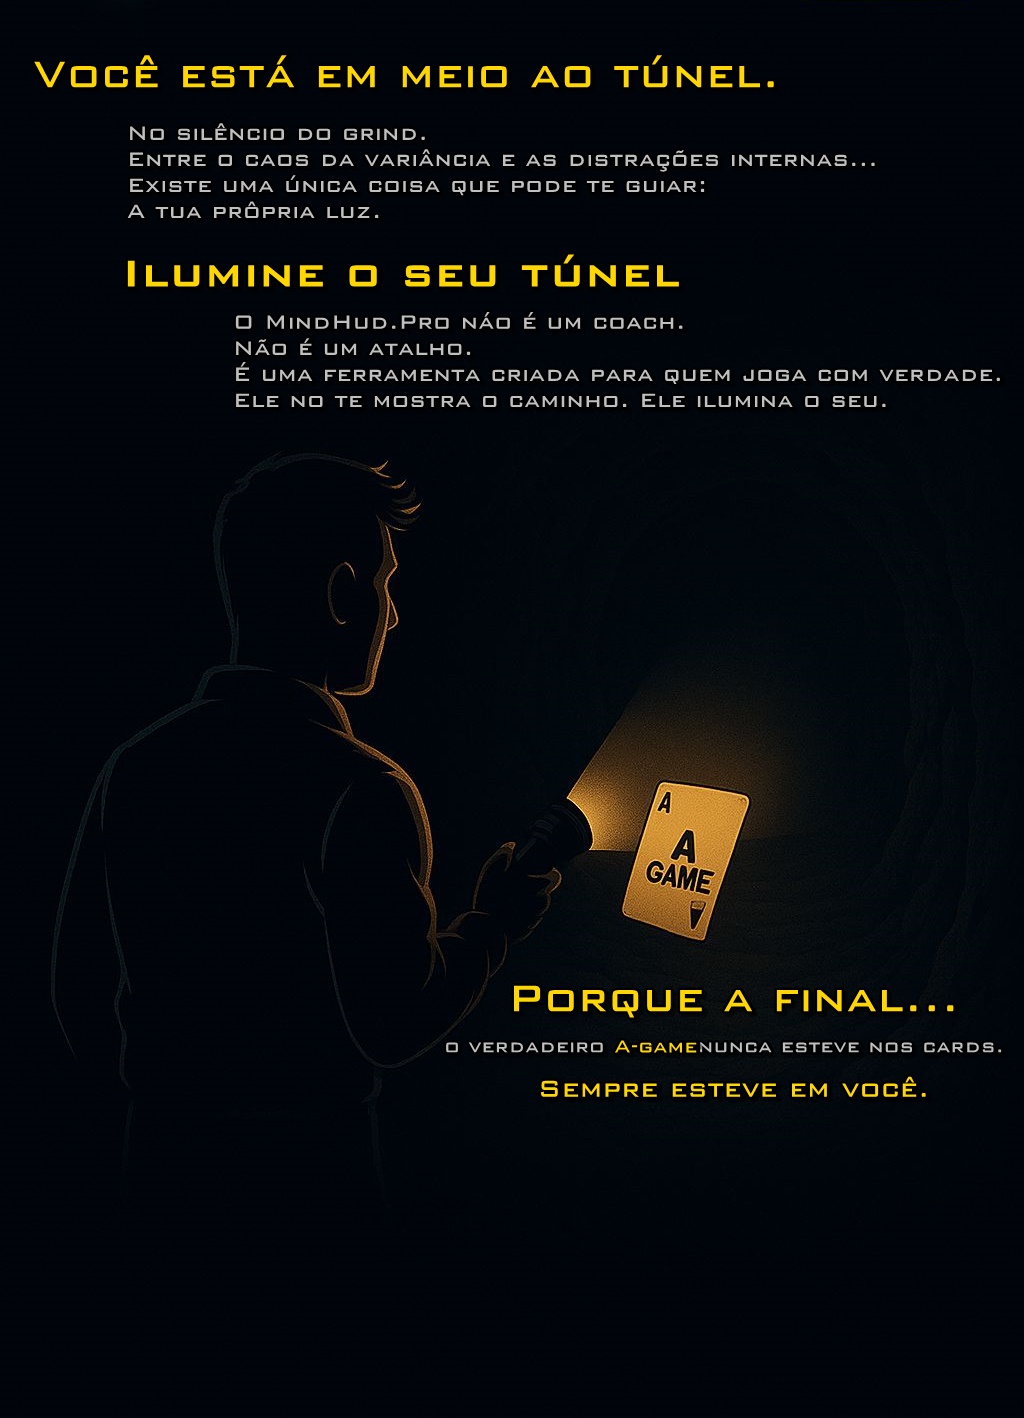 Você está em meio ao túnel.
No silêncio do grind.
Entre o caos da variância e as distrações internas...
Existe uma única coisa que pode te guiar:
A tua prôpria luz.
Ilumine o seu túnel
O MindHud.Pro náo é um coach.
Não é um atalho.
É uma ferramenta criada para quem joga com verdade.
Ele no te mostra o caminho. Ele ilumina o seu.
A
A
GAME
Porque a final...
o verdadeiro A-gamenunca esteve nos cards.
Sempre esteve em você.